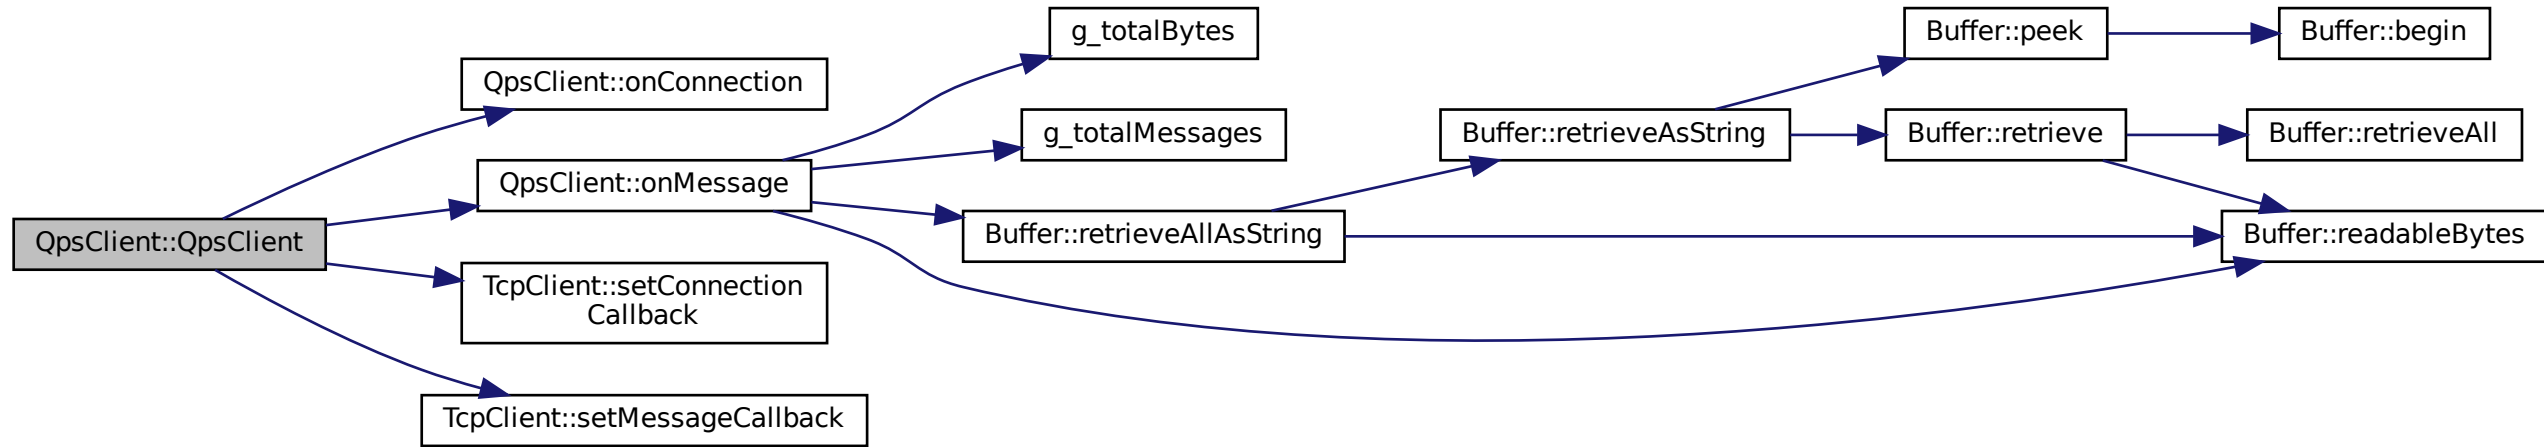 QpsClient::QpsClient
QpsClient::onConnection
QpsClient::onMessage
TcpClient::setConnection
Callback
TcpClient::setMessageCallback
g_totalBytes
g_totalMessages
Buffer::retrieveAllAsString
Buffer::retrieveAsString
Buffer::peek
Buffer::retrieve
Buffer::begin
Buffer::retrieveAll
Buffer::readableBytes